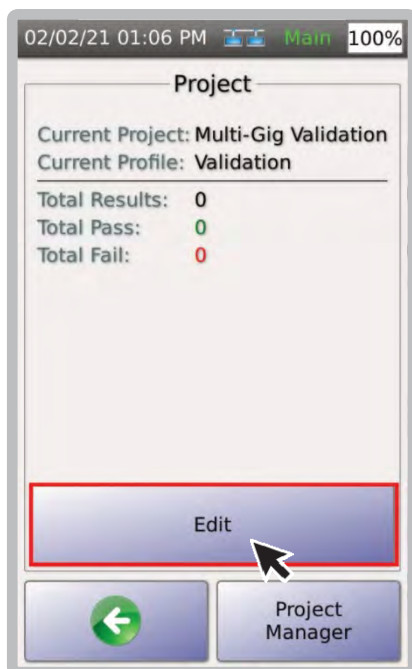 02/02/21 01:06 PM Main 100%
Project
Current Project: Multi-Gig Validation
Current Profile: Validation
Total Results: 0
Total Pass: 0
Total Fail: 0
Edit
Project
Manager